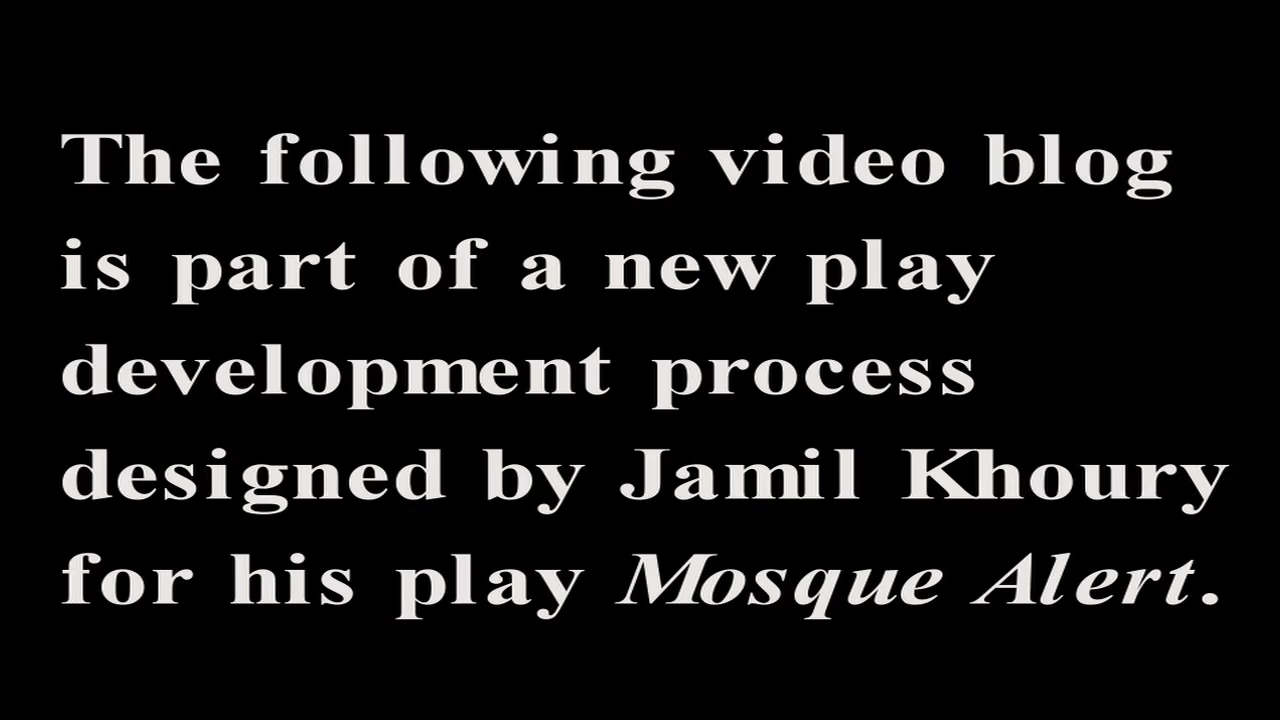 The following video blog
is part of a new play
development process
designed by Jamil Khoury
for his play Mosque Alert.